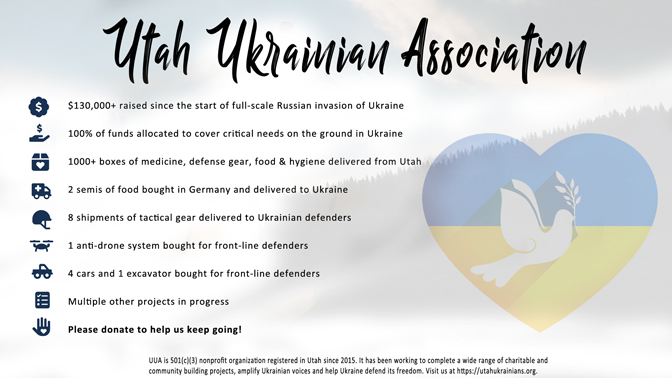 Utah Ukrainian Association
$130,000+ raised since the start of full-scale Russian invasion of Ukraine
100% of funds allocated to cover critical needs on the ground in Ukraine
1000+ boxes of medicine, defense gear, food & hygiene delivered from Utah
2 semis of food bought in Germany and delivered to Ukraine
8 shipments of tactical gear delivered to Ukrainian defenders
1 anti-drone system bought for front-line defenders
4 cars and 1 excavator bought for front-line defenders
Multiple other projects in progress
Please donate to help us keep going!
UUA is 501(c)(3) nonprofit organization registered in Utah since 2015. It has been working to complete a wide range of charitable and
community building projects, amplify Ukrainian voices and help Ukraine defend its freedom. Visit us at https://utahukrainians.org.